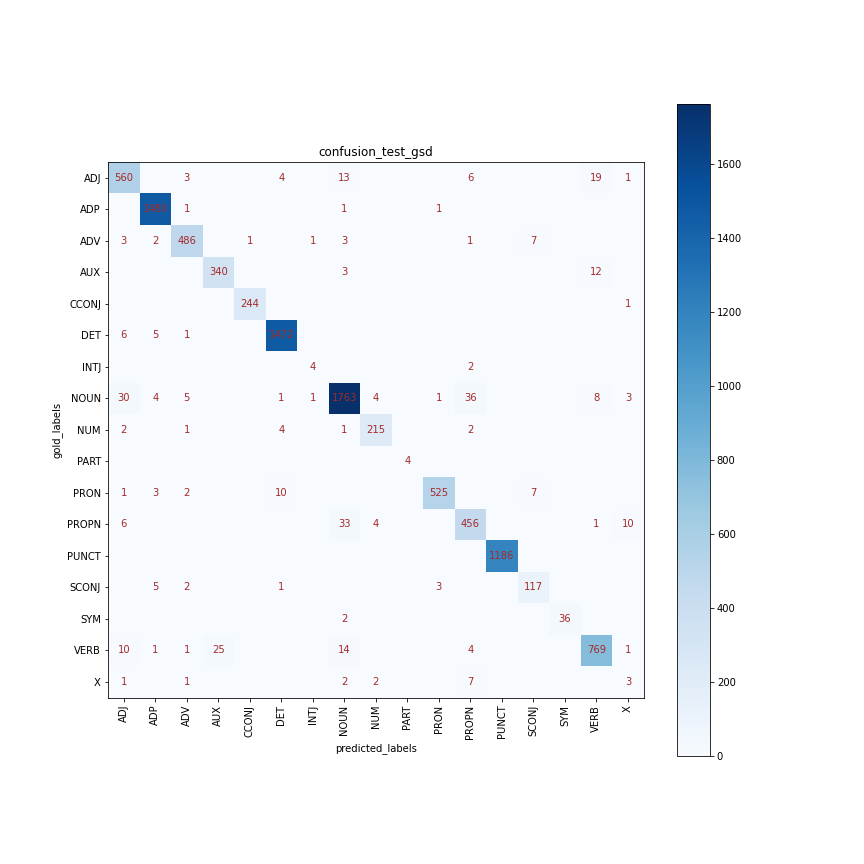 confusion_test_gsd
ADJ 560 3 4 13 6 19 1
ADP 1 1 1
ADV 3 2 486 1 1 3 1 7
AUX 340 3 12
CCONJ 244 1
DET 6 5 1
INTJ 4 2
NOUN 30 4 5 1 1 1763 4 1 36 8 3
NUM 2 1 4 1 215 2
PART 4
PRON 1 3 2 10 525 7
PROPN 6 33 4 456 1 10
PUNCT 1186
SCONJ 5 2 1 3 117
SYM 2 36
VERB 10 1 1 25 14 4 769 1
X 1 1 2 2 7 3
gold_labels
ADJ ADP ADV AUX CCONJ DET INTJ NOUN NUM PART PRON PROPN PUNCT SCONJ SYM VERB X
predicted_labels
1600
1400
1200
1000
800
600
400
200
0